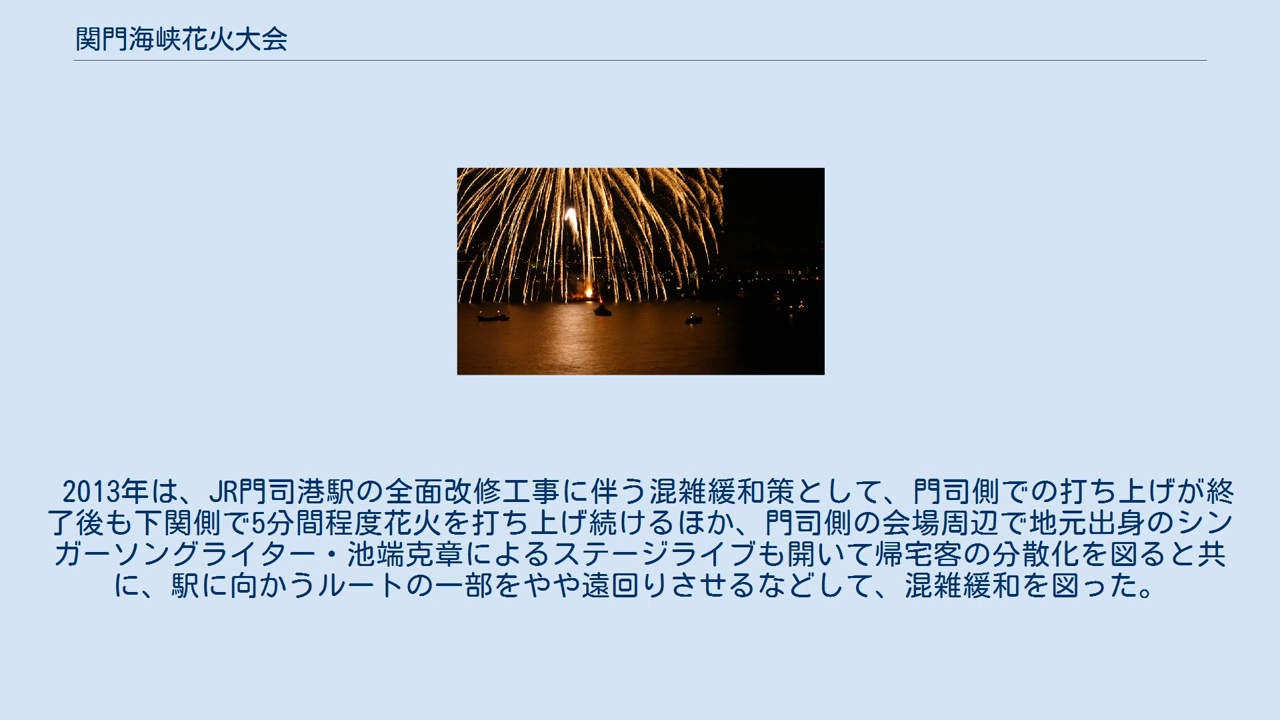 関門海峡花火大会
2013年は、JR門司港駅の全面改修工事に伴う混雑緩和策として、門司側での打ち上げが終
了後も下関側で5分間程度花火を打ち上げ続けるほか、門司側の会場周辺で地元出身のシン
ガーソングライター・池端克章によるステージライブも開いて帰宅客の分散化を図ると共
に、駅に向かうルートの一部をやや遠回りさせるなどして、混雑緩和を図った。